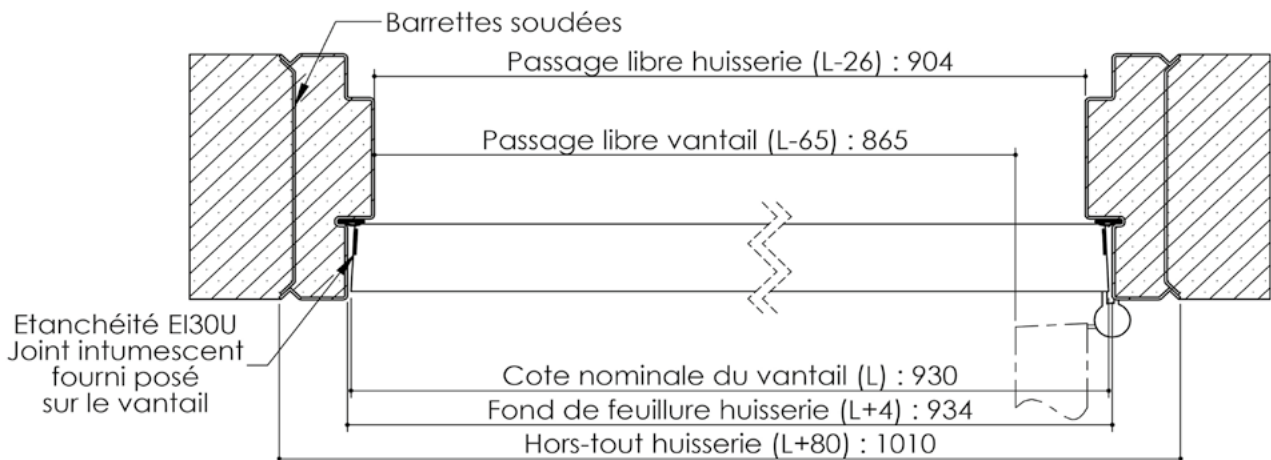 Barrettes soudées
Passage libre huisserie (L-26) : 904
Passage libre vantail (L-65) : 865
Etanchéité EI30U
Joint intumescent
fourni posé
sur le vantail
Cote nominale du vantail (L) : 930
Fond de feuillure huisserie (L+4) : 934
Hors-tout huisserie (L+80) : 1010